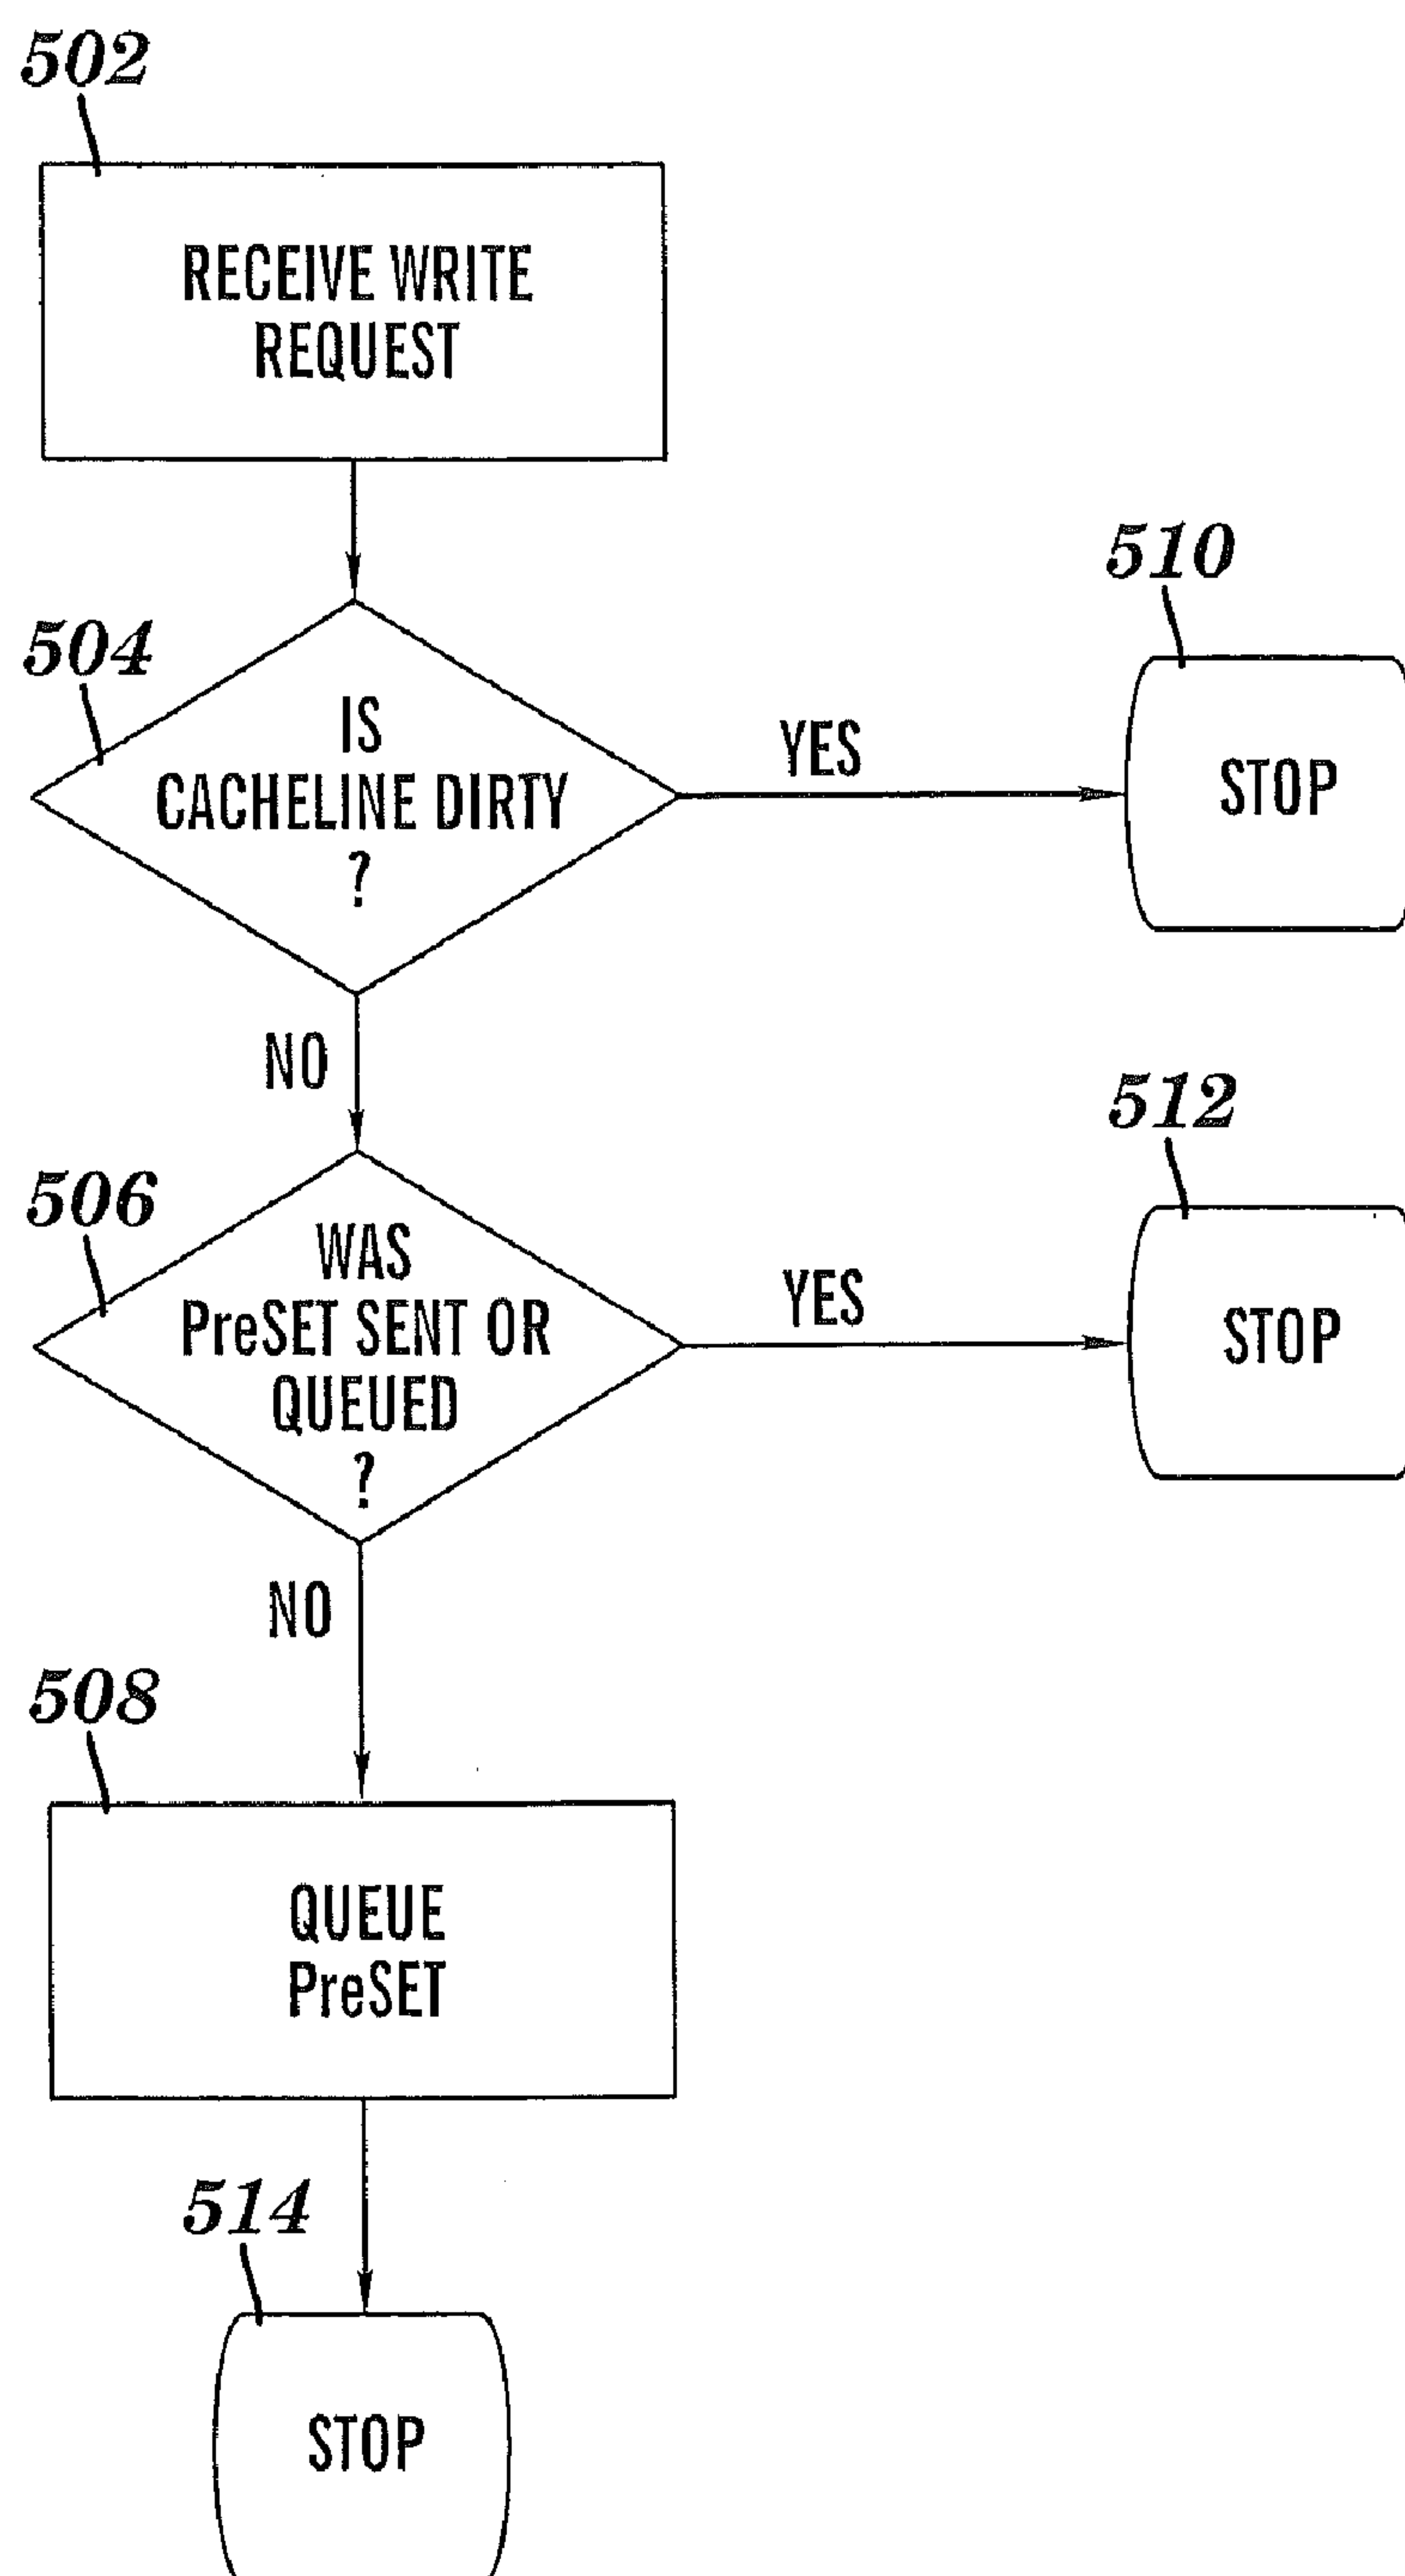 502
RECEIVE WRITE
REQUEST
504
IS
CACHELINE DIRTY
?
YES
510
STOP
NO
506
WAS
PreSET SENT OR
QUEUED
?
YES
512
STOP
NO
508
QUEUE
PreSET
514
STOP